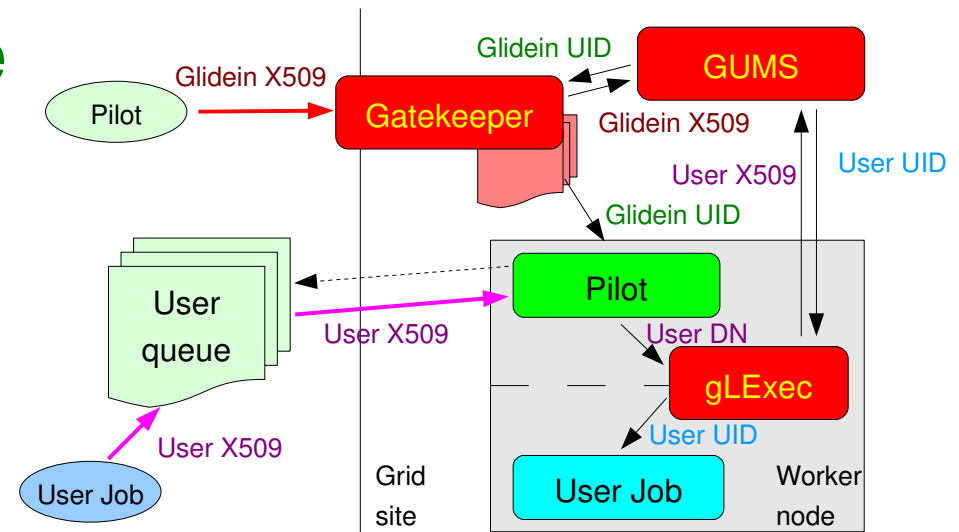 e
Glidein UID
GUMS
Glidein X509
Pilot
Gatekeeper
Glidein X509
User X509
User UID
Glidein UID
User
queue
Pilot
User X509
User DN
gLExec
User X509
User UID
User Job
Grid
site
User Job
Worker
node